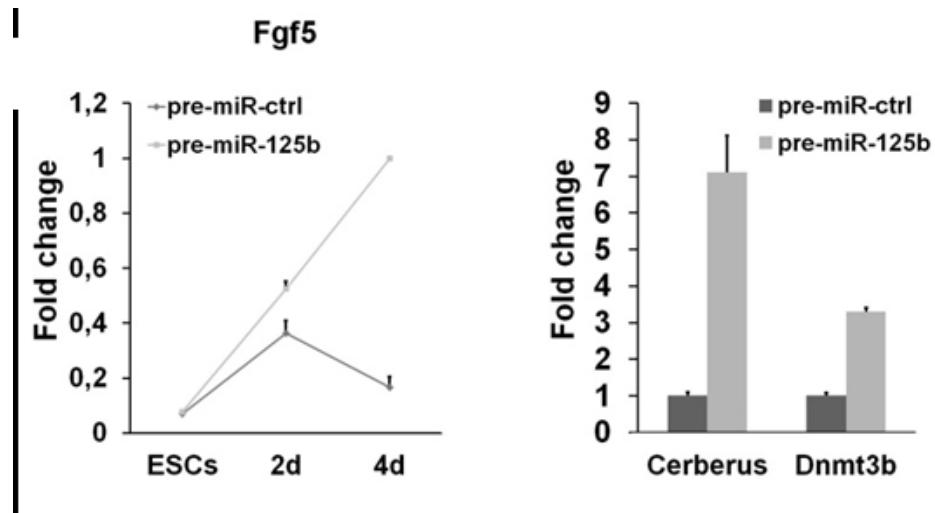 Fgf5
Fold change
1,2
1
0,8
0,6
0,4
0,2
0
pre-miR-ctrl
pre-miR-125b
ESCs 2d 4d
Fold change
9
8
7
6
5
4
3
2
1
0
pre-miR-ctrl
pre-miR-125b
Cerberus Dnmt3b